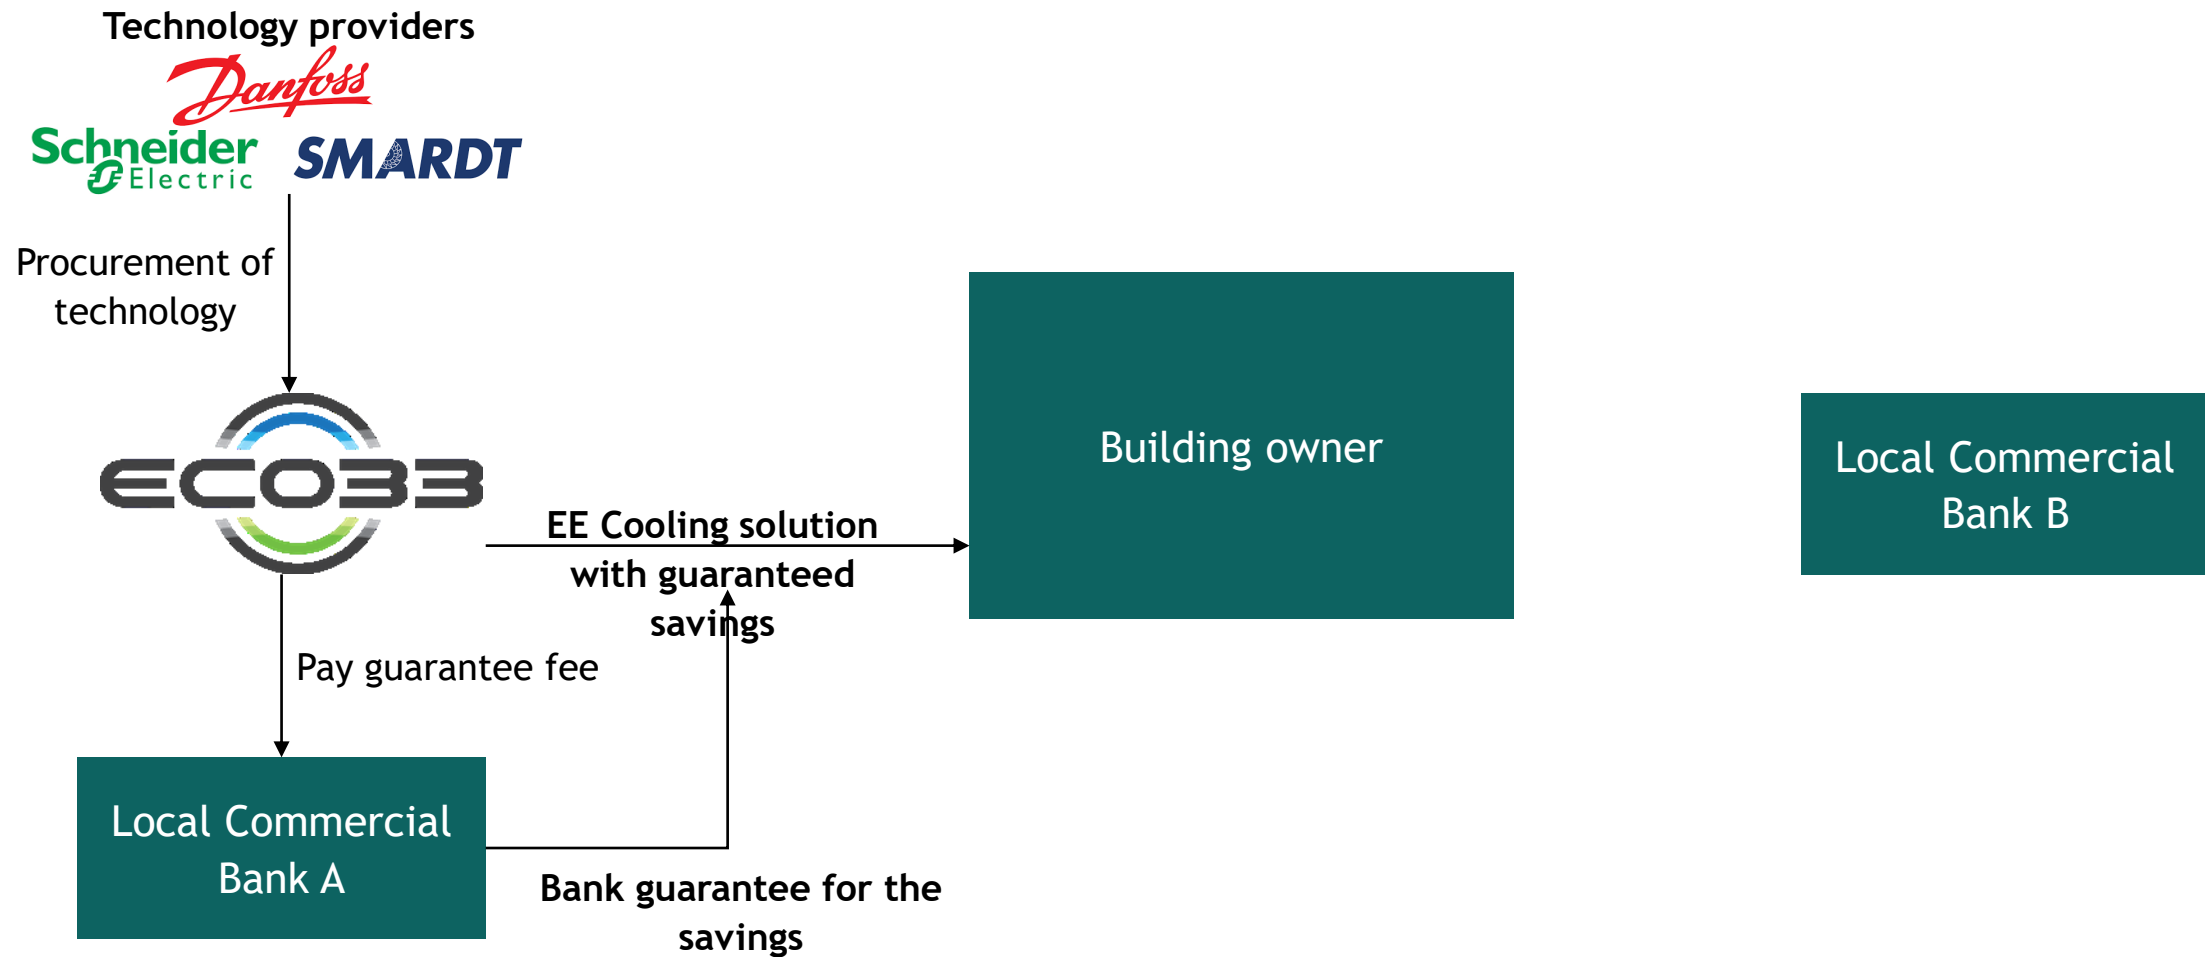 Technology providers
Danfoss
Schneider
Electric
SMARDT
Procurement of
technology
ECO33
EE Cooling solution
with guaranteed
savings
Building owner
Local Commercial
Bank B
Pay guarantee fee
Local Commercial
Bank A
Bank guarantee for the
savings